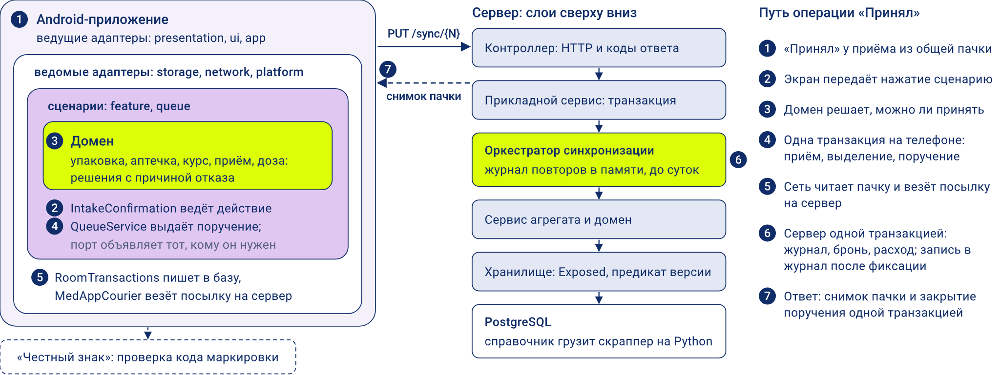 1 Android-приложение
ведущие адаптеры: presentation, ui, app
ведомые адаптеры: storage, network, platform
сценарии: feature, queue
3 Домен
упаковка, аптечка, курс, приём, доза:
решения с причиной отказа
2 IntakeConfirmation ведёт действие
4 QueueService выдаёт поручение;
порт объявляет тот, кому он нужен
5 RoomTransactions пишет в базу,
MedAppCourier везёт посылку на сервер
«Честный знак»: проверка кода маркировки
PUT /sync/{N}
7
снимок пачки
Сервер: слои сверху вниз
Контроллер: HTTP и коды ответа
Прикладной сервис: транзакция
Оркестратор синхронизации
журнал повторов в памяти, до суток
6
Сервис агрегата и домен
Хранилище: Exposed, предикат версии
PostgreSQL
справочник грузит скраппер на Python
Путь операции «Принял»
1 «Принял» у приёма из общей пачки
2 Экран передаёт нажатие сценарию
3 Домен решает, можно ли принять
4 Одна транзакция на телефоне:
приём, выделение, поручение
5 Сеть читает пачку и везёт посылку
на сервер
6 Сервер одной транзакцией:
журнал, бронь, расход; запись в
журнал после фиксации
7 Ответ: снимок пачки и закрытие
поручения одной транзакцией